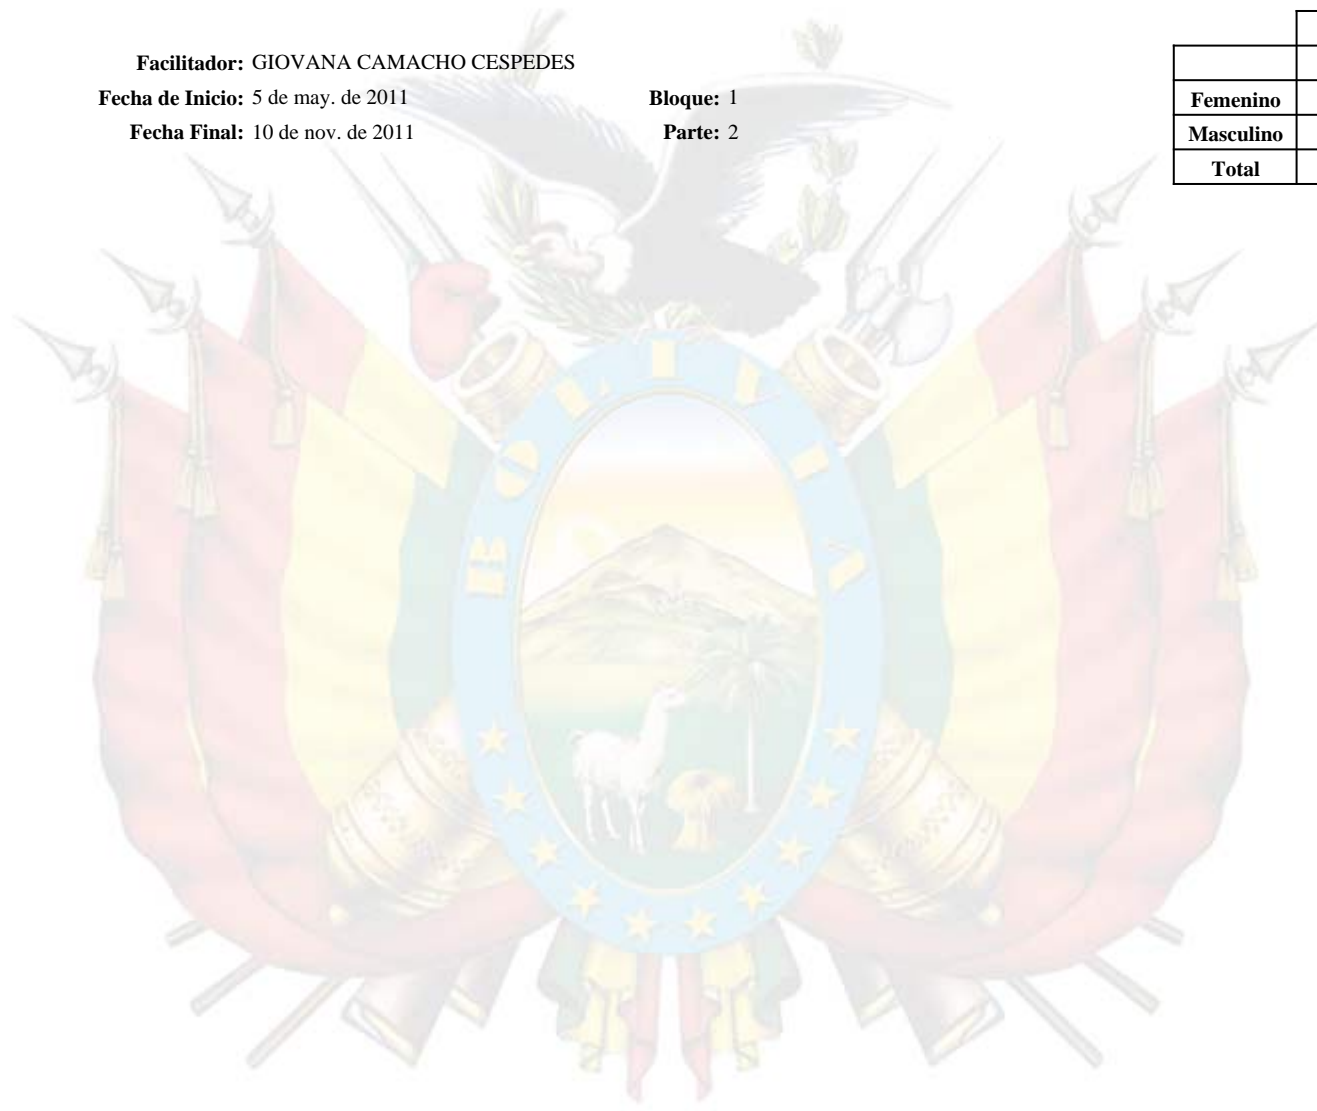 Facilitador: GIOVANA CAMACHO CESPEDES
Fecha de Inicio: 5 de may. de 2011 Bloque: 1
Fecha Final: 10 de nov. de 2011 Parte: 2
Femenino
Masculino
Total
BOLIVIA